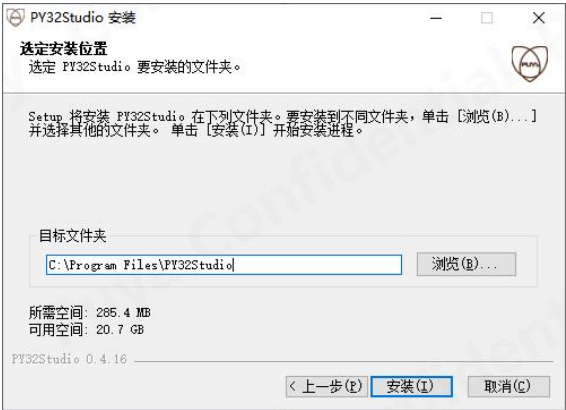 PY32Studio 安装
选定安装位置
选定 PY32Studio 要安装的文件夹。
PUYA
Setup 将安装 PY32Studio 在下列文件夹。要安装到不同文件夹，单击 [浏览(B)...]
并选择其他的文件夹。 单击 [安装(I)] 开始安装进程。
目标文件夹
C:\Program Files\PY32Studio
浏览(B)...
所需空间: 285.4 MB
可用空间: 20.7 GB
PY32Studio 0.4.16
< 上一步(P) 安装(I) 取消(C)
Confidential